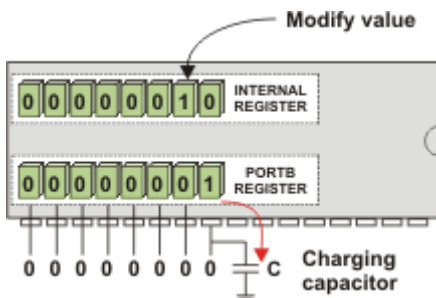 Modify value
0 0 0 0 0 0 1 0
INTERNAL
REGISTER
0 0 0 0 0 0 0 1
PORTB
REGISTER
0 0 0 0 0 0 0 0 C
Charging
capacitor